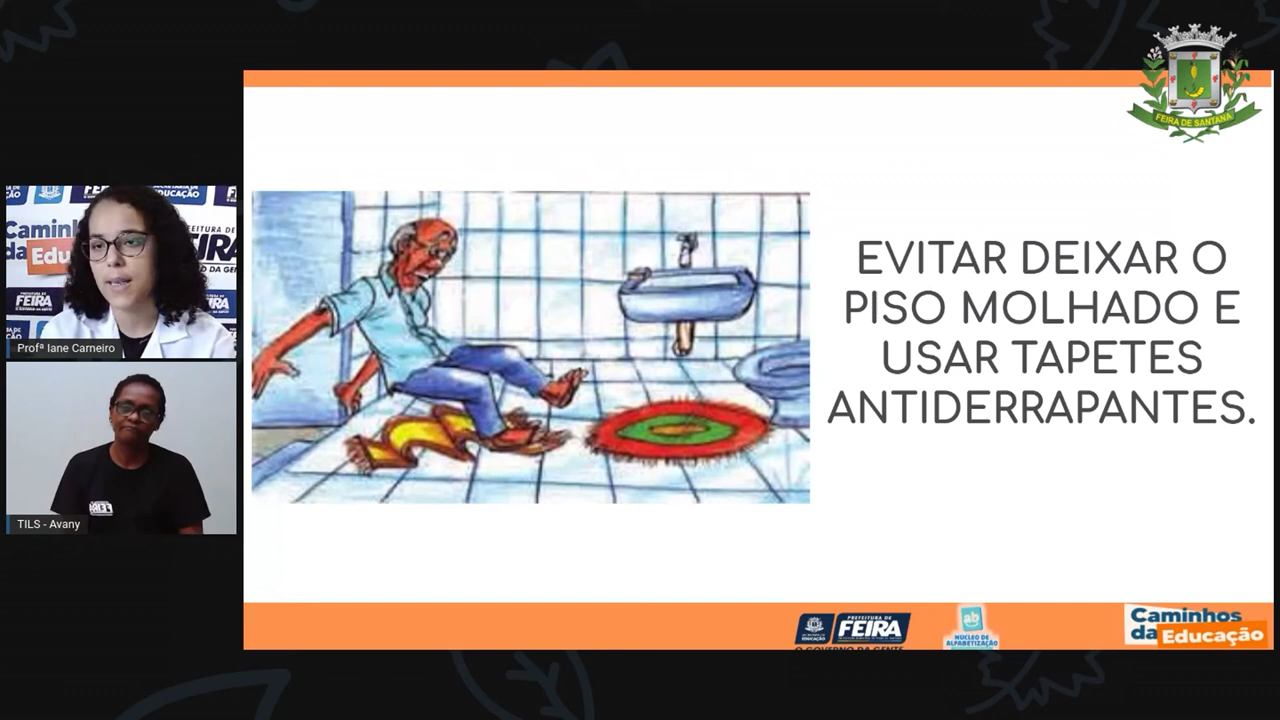 FEIRA DE SANTANA
EVITAR DEIXAR O
PISO MOLHADO E
USAR TAPETES
ANTIDERRAPANTES.
Caminhos
da Educação
Profª Iane Carneiro
TILS - Avany
PREFEITURA DE
FEIRA
O GOVERNO DA GENTE
ab
NÚCLEO DE
ALFABETIZAÇÃO